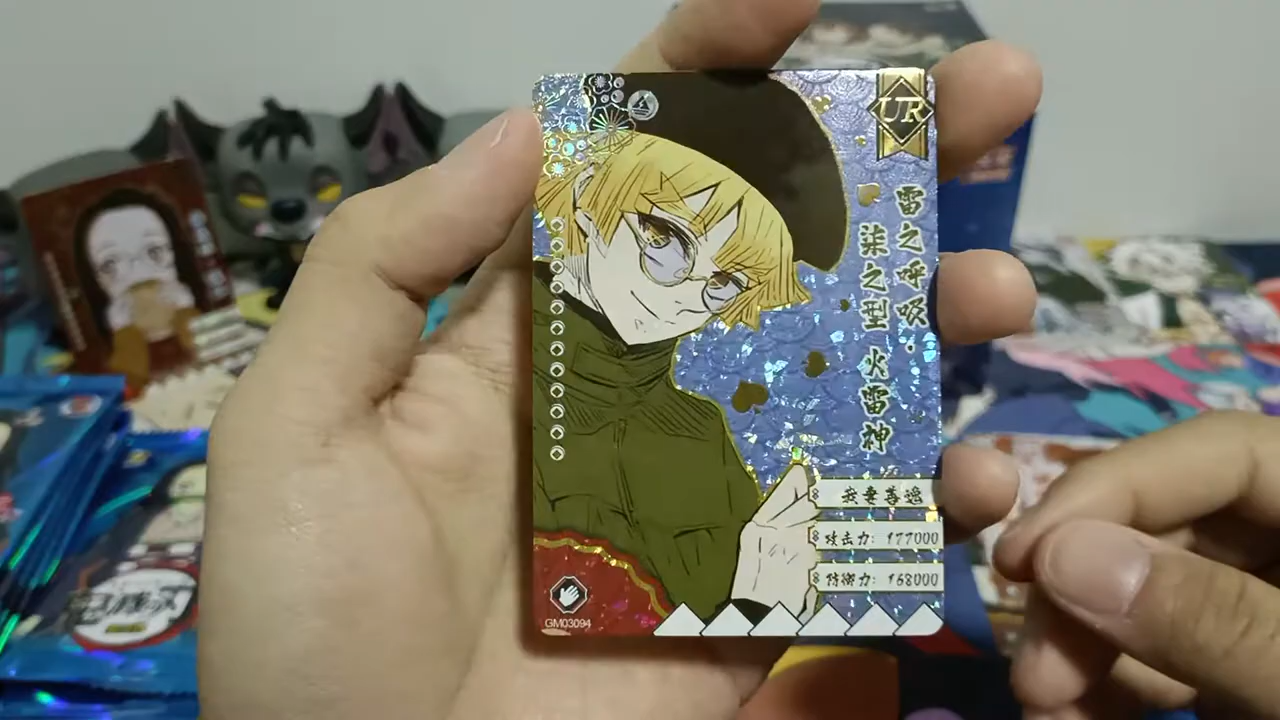 UR
雷之呼吸·
柒之型 火雷神
我妻善逸
攻击力: 177000
防御力: 168000
GM03094